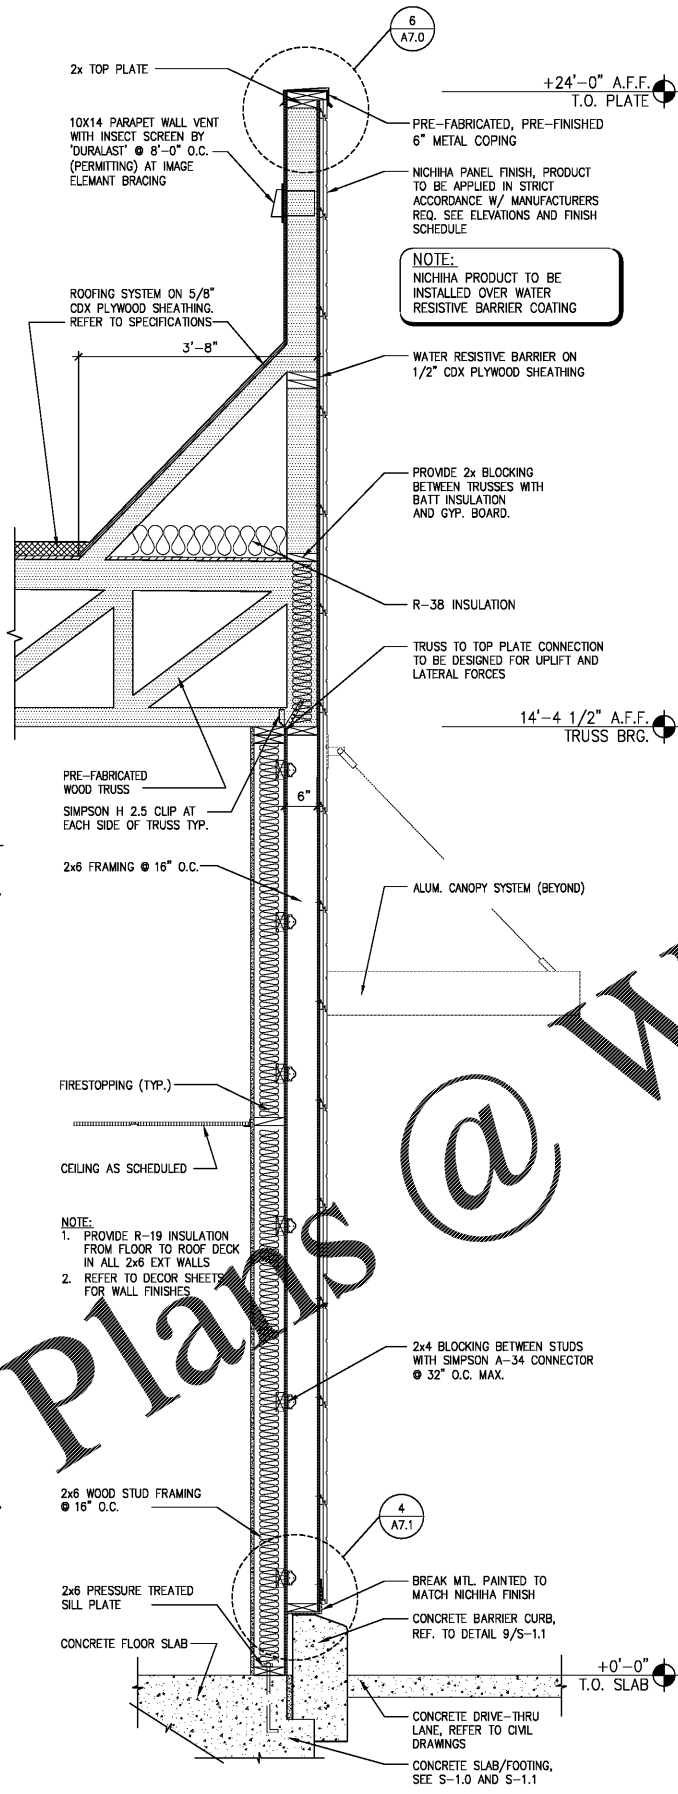 6
A7.0
2x TOP PLATE
+24'-0" A.F.F.
T.O. PLATE
10X14 PARAPET WALL VENT
WITH INSECT SCREEN BY
'DURALAST' @ 8'-0" O.C.
(PERMITTING) AT IMAGE
ELEMANT BRACING
PRE-FABRICATED, PRE-FINISHED
6" METAL COPING
NICHIHA PANEL FINISH, PRODUCT
TO BE APPLIED IN STRICT
ACCORDANCE W/ MANUFACTURERS
REQ. SEE ELEVATIONS AND FINISH
SCHEDULE
NOTE:
NICHIHA PRODUCT TO BE
INSTALLED OVER WATER
RESISTIVE BARRIER COATING
ROOFING SYSTEM ON 5/8"
CDX PLYWOOD SHEATHING.
REFER TO SPECIFICATIONS
3'-8"
WATER RESISTIVE BARRIER ON
1/2" CDX PLYWOOD SHEATHING
PROVIDE 2x BLOCKING
BETWEEN TRUSSES WITH
BATT INSULATION
AND GYP. BOARD.
R-38 INSULATION
TRUSS TO TOP PLATE CONNECTION
TO BE DESIGNED FOR UPLIFT AND
LATERAL FORCES
14'-4 1/2" A.F.F.
TRUSS BRG.
PRE-FABRICATED
WOOD TRUSS
SIMPSON H 2.5 CLIP AT
EACH SIDE OF TRUSS TYP.
6"
2x6 FRAMING @ 16" O.C.
ALUM. CANOPY SYSTEM (BEYOND)
FIRESTOPPING (TYP.)
CEILING AS SCHEDULED
NOTE:
1. PROVIDE R-19 INSULATION
FROM FLOOR TO ROOF DECK
IN ALL 2x6 EXT WALLS
2. REFER TO DECOR SHEETS
FOR WALL FINISHES
Plans @ W
2x4 BLOCKING BETWEEN STUDS
WITH SIMPSON A-34 CONNECTOR
@ 32" O.C. MAX.
2x6 WOOD STUD FRAMING
@ 16" O.C.
4
A7.1
2x6 PRESSURE TREATED
SILL PLATE
BREAK MTL. PAINTED TO
MATCH NICHIHA FINISH
CONCRETE BARRIER CURB,
REF. TO DETAIL 9/S-1.1
CONCRETE FLOOR SLAB
+0'-0"
T.O. SLAB
CONCRETE DRIVE-THRU
LANE, REFER TO CIVIL
DRAWINGS
CONCRETE SLAB/FOOTING,
SEE S-1.0 AND S-1.1